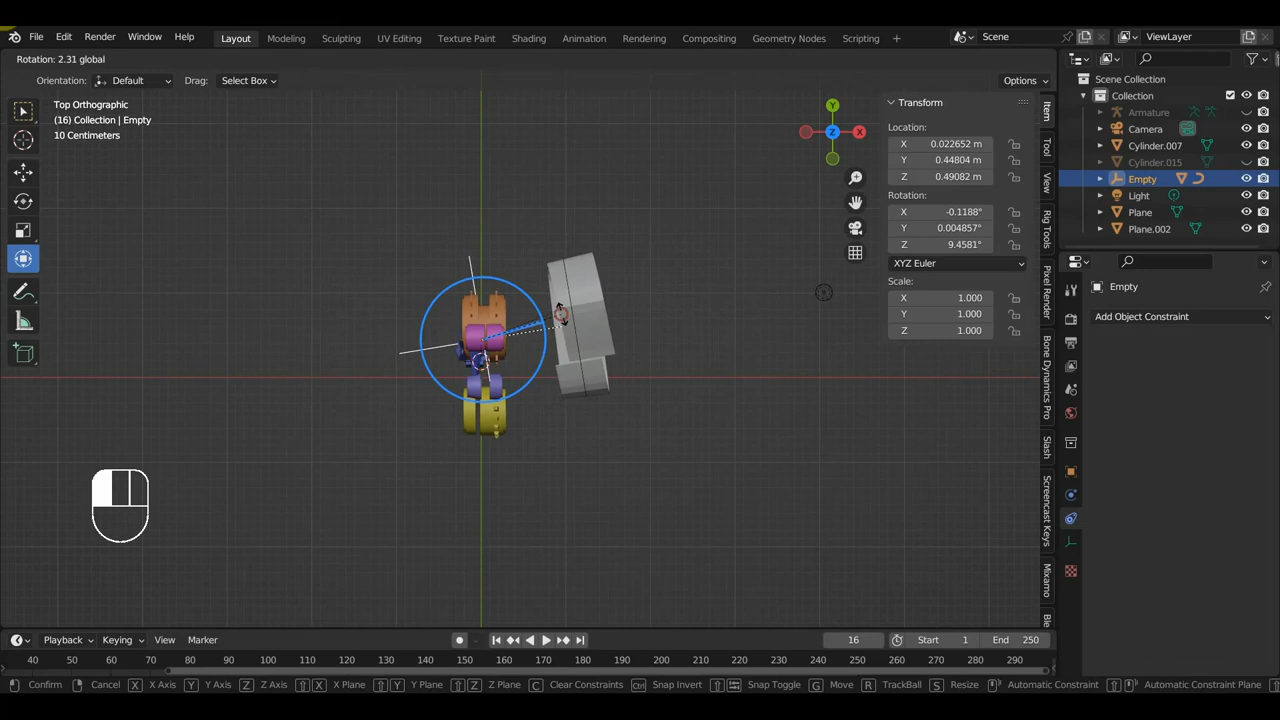 File Edit Render Window Help Layout Modeling Sculpting UV Editing Texture Paint Shading Animation Rendering Compositing Geometry Nodes Scripting + Scene ViewLayer
Rotation: 2.31 global
Orientation: Default Drag: Select Box Options
Top Orthographic
(16) Collection | Empty
10 Centimeters
Y
X
Z
Transform
Location:
X 0.022652 m
Y 0.44804 m
Z 0.49082 m
Rotation:
X -0.1188°
Y 0.004857°
Z 9.4581°
XYZ Euler
Scale:
X 1.000
Y 1.000
Z 1.000
Item
Tool
View
Rig Tools
Pixel Render
Bone Dynamics Pro
Slash
Screencast Keys
Mixamo
Ble
Scene Collection
Collection
Armature
Camera
Cylinder.007
Cylinder.015
Empty
Light
Plane
Plane.002
Empty
Add Object Constraint
Playback Keying View Marker 16 Start 1 End 250
40 50 60 70 80 90 100 110 120 130 140 150 160 170 180 190 200 210 220 230 240 250 260 270 280 290
Confirm Cancel X X Axis Y Y Axis Z Z Axis X X Plane Y Y Plane Z Z Plane C Clear Constraints Ctrl Snap Invert Snap Toggle G Move R TrackBall S Resize Automatic Constraint Automatic Constraint Plane